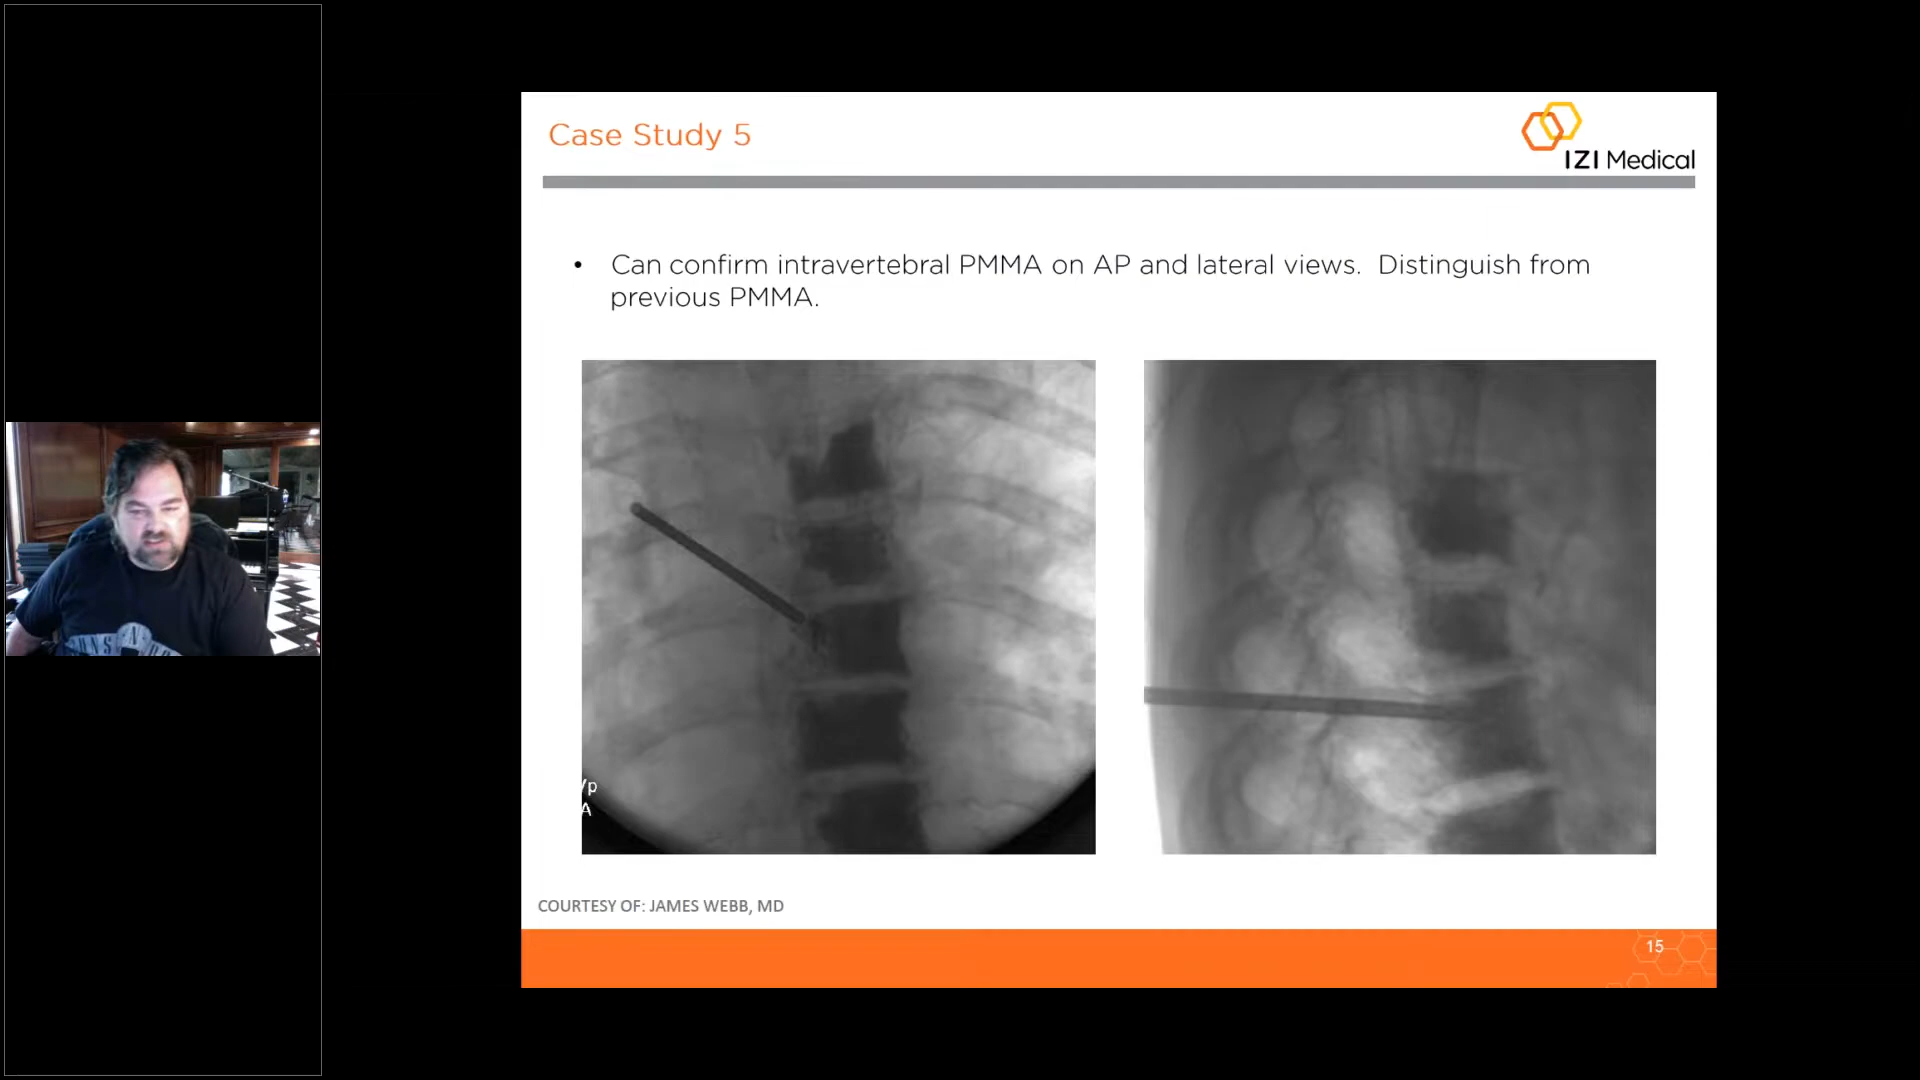 Case Study 5
IZI Medical
• Can confirm intravertebral PMMA on AP and lateral views. Distinguish from
previous PMMA.
Vp
A
COURTESY OF: JAMES WEBB, MD
15